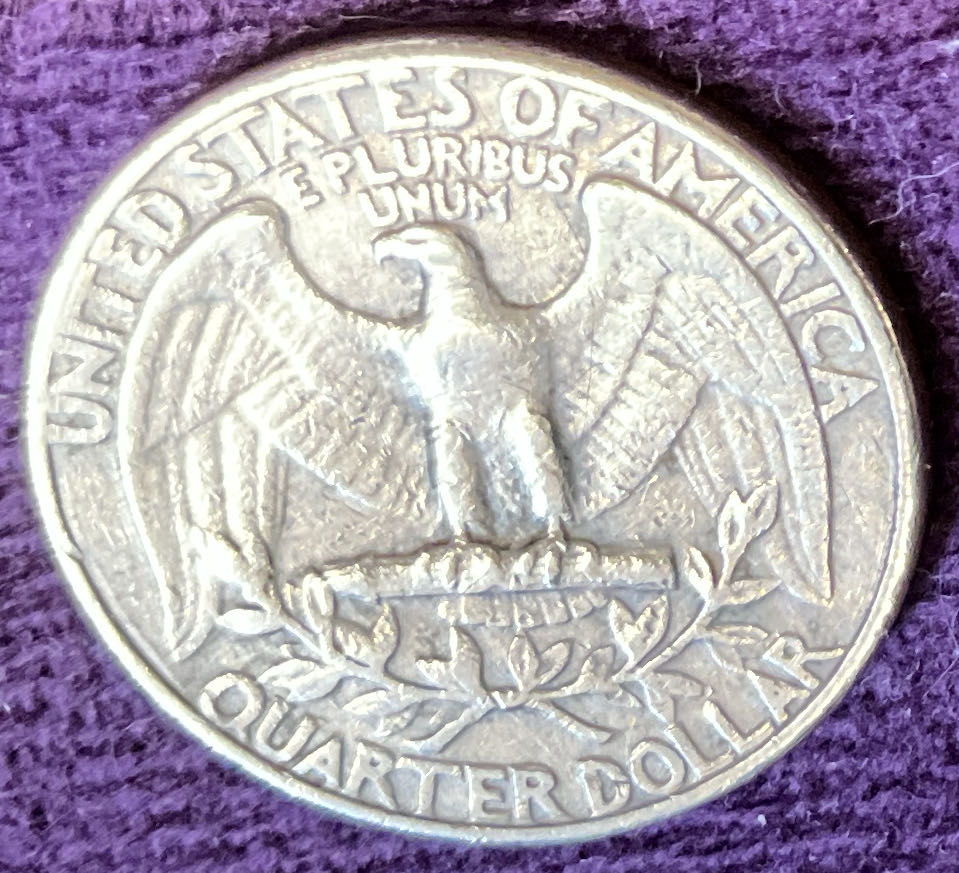 UNITED STATES OF AMERICA
E PLURIBUS
UNUM
QUARTER DOLLAR